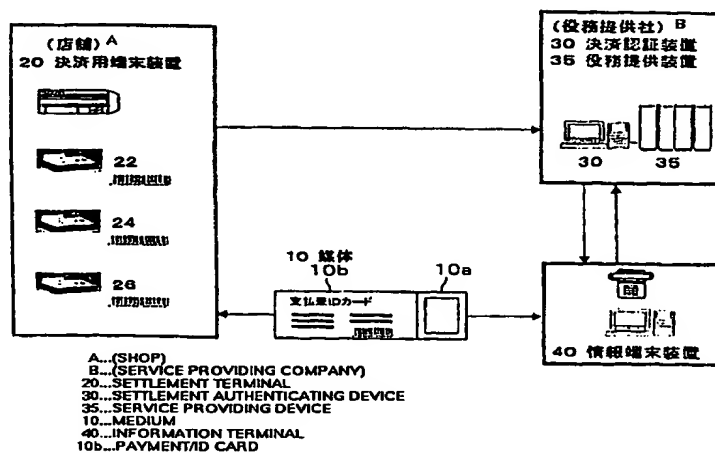 (店舗) A
20 決済用端末装置
22
24
26
(役務提供社) B
30 決済認証装置
35 役務提供装置
30 35
10 媒体
10b 10a
支払兼IDカード
40 情報端末装置
A...(SHOP)
B...(SERVICE PROVIDING COMPANY)
20...SETTLEMENT TERMINAL
30...SETTLEMENT AUTHENTICATING DEVICE
35...SERVICE PROVIDING DEVICE
10...MEDIUM
40...INFORMATION TERMINAL
10b...PAYMENT/ID CARD